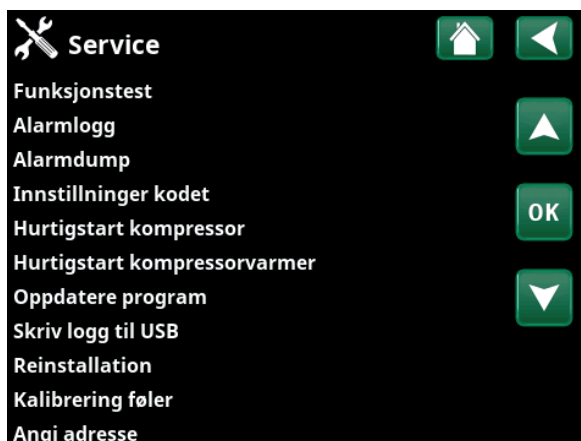 Service
Funksjonstest
Alarmlogg
Alarmdump
Innstillninger kodet
OK
Hurtigstart kompressor
Hurtigstart kompressorvarmer
Oppdatere program
Skriv logg til USB
Reinstallation
Kalibrering føler
Angi adresse